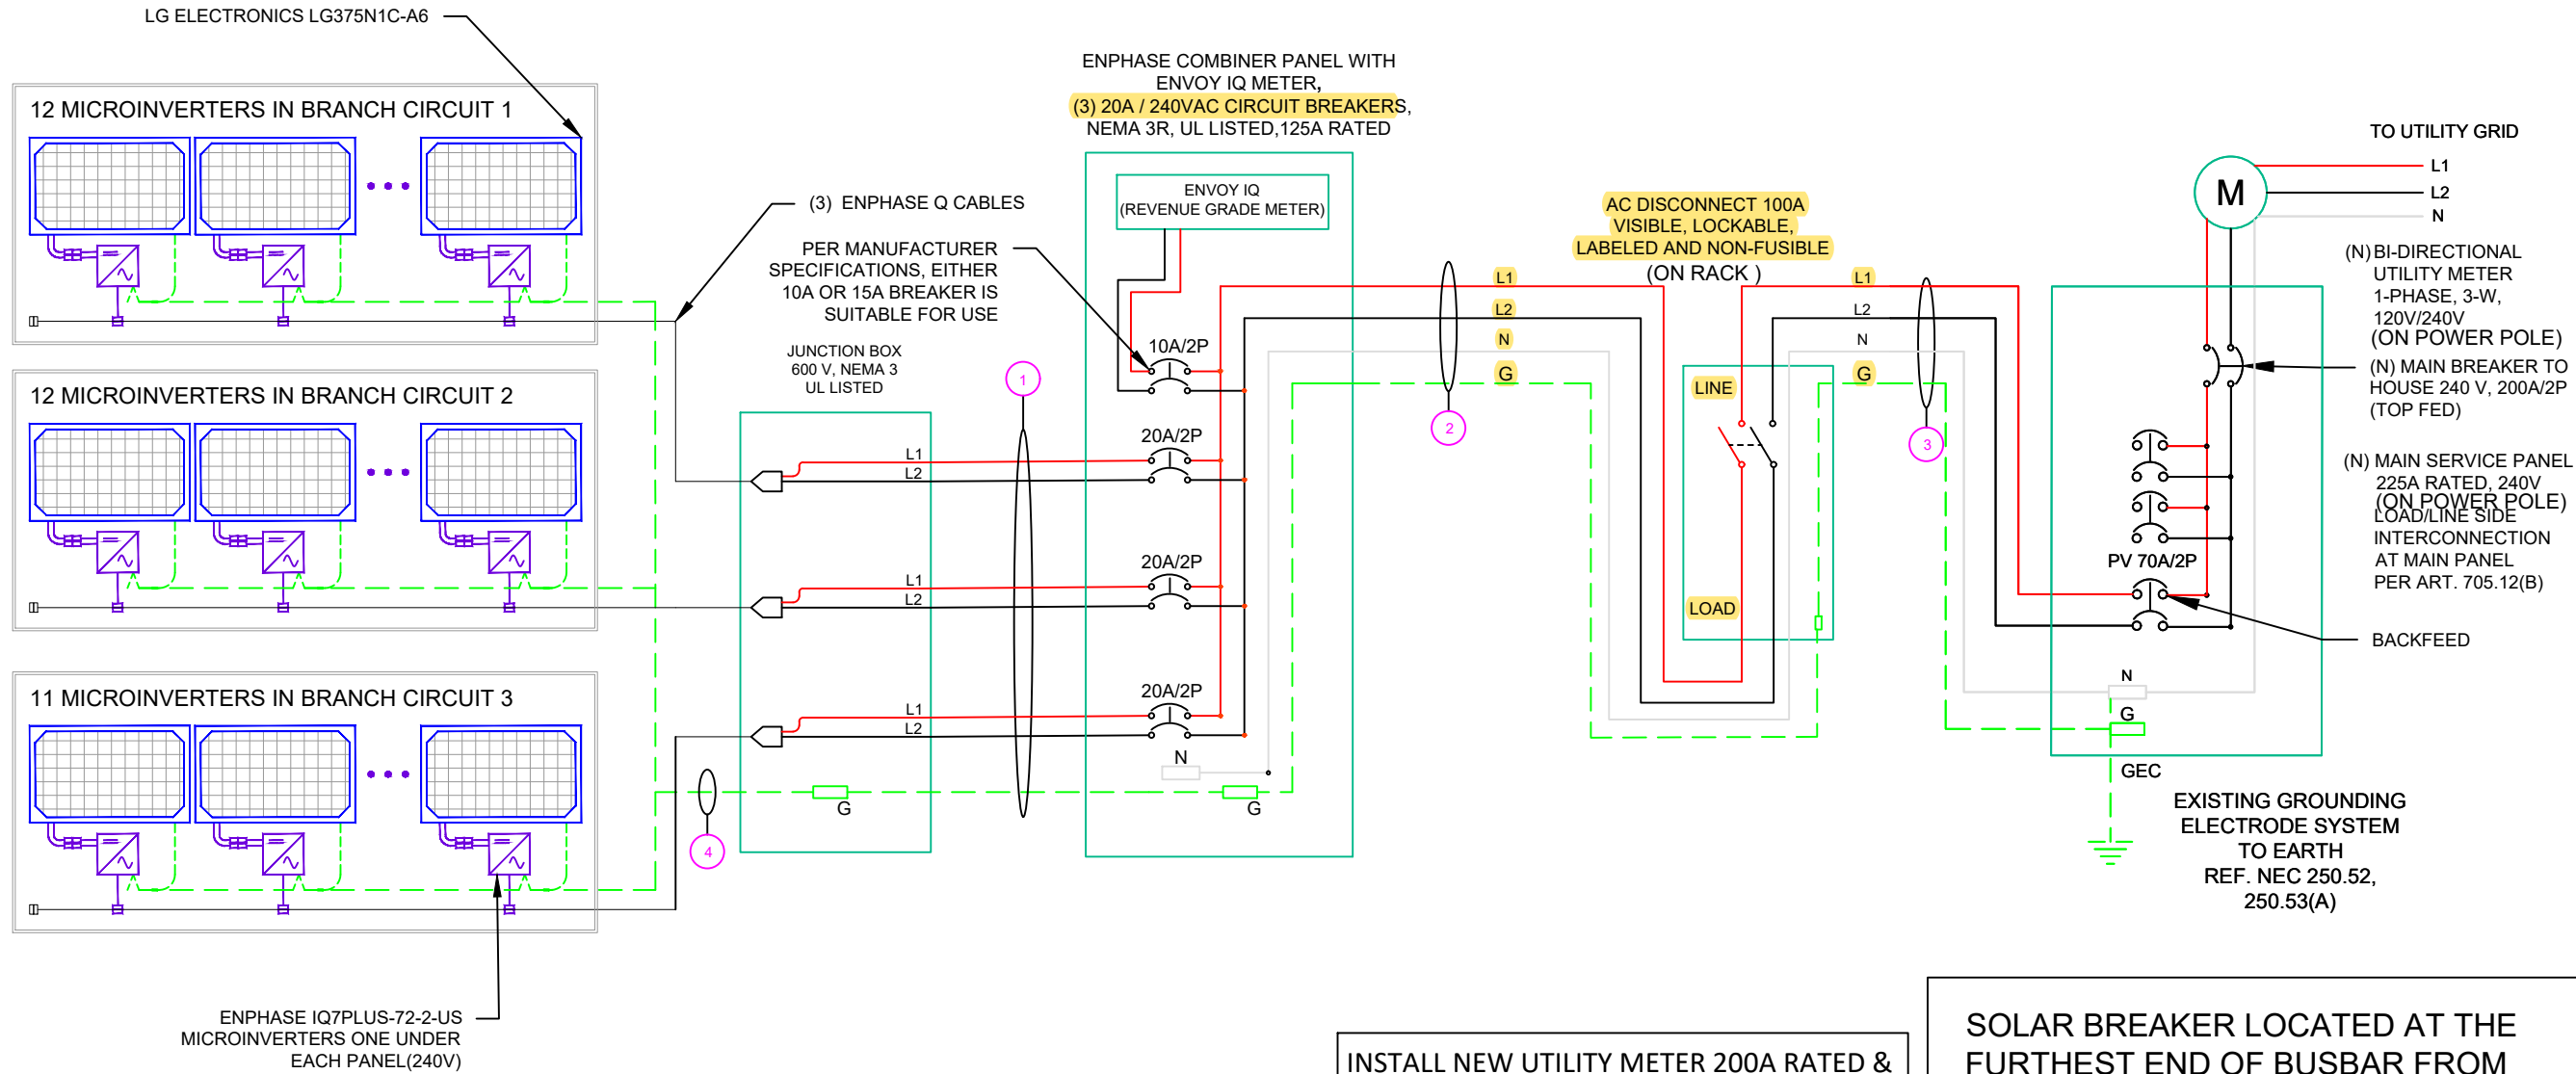 LG ELECTRONICS LG375N1C-A6
12 MICROINVERTERS IN BRANCH CIRCUIT 1
12 MICROINVERTERS IN BRANCH CIRCUIT 2
11 MICROINVERTERS IN BRANCH CIRCUIT 3
ENPHASE IQ7PLUS-72-2-US
MICROINVERTERS ONE UNDER
EACH PANEL(240V)
(3) ENPHASE Q CABLES
PER MANUFACTURER
SPECIFICATIONS, EITHER
10A OR 15A BREAKER IS
SUITABLE FOR USE
JUNCTION BOX
600 V, NEMA 3
UL LISTED
L1
L2
L1
L2
L1
L2
G
4
1
ENPHASE COMBINER PANEL WITH
ENVOY IQ METER,
(3) 20A / 240VAC CIRCUIT BREAKERS,
NEMA 3R, UL LISTED,125A RATED
ENVOY IQ
(REVENUE GRADE METER)
10A/2P
20A/2P
20A/2P
20A/2P
N
G
2
L1
L2
N
G
AC DISCONNECT 100A
VISIBLE, LOCKABLE,
LABELED AND NON-FUSIBLE
(ON RACK )
LINE
LOAD
L1
L2
N
G
3
TO UTILITY GRID
L1
L2
N
M
(N) BI-DIRECTIONAL
UTILITY METER
1-PHASE, 3-W,
120V/240V
(ON POWER POLE)
(N) MAIN BREAKER TO
HOUSE 240 V, 200A/2P
(TOP FED)
(N) MAIN SERVICE PANEL
225A RATED, 240V
(ON POWER POLE)
LOAD/LINE SIDE
INTERCONNECTION
AT MAIN PANEL
PER ART. 705.12(B)
PV 70A/2P
BACKFEED
N
G
GEC
EXISTING GROUNDING
ELECTRODE SYSTEM
TO EARTH
REF. NEC 250.52,
250.53(A)
INSTALL NEW UTILITY METER 200A RATED &
SOLAR BREAKER LOCATED AT THE
FURTHEST END OF BUSBAR FROM